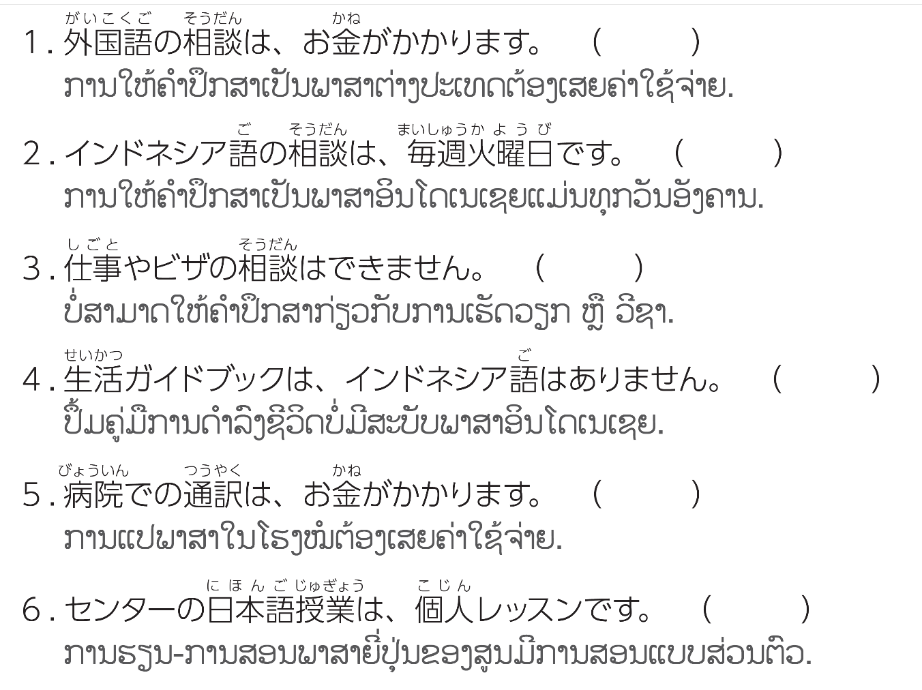 がいこくご そうだん かね
1.外国語の相談は、お金がかかります。 ( )
ການໃຫ້ຄຳປຶກສາເປັນພາສາຕ່າງປະເທດຕ້ອງເສຍຄ່າໃຊ້ຈ່າຍ.
ご そうだん まいしゅうかようび
2.インドネシア語の相談は、毎週火曜日です。 ( )
ການໃຫ້ຄຳປຶກສາເປັນພາສາອິນໂດເນເຊຍແມ່ນທຸກວັນອັງຄານ.
しごと そうだん
3.仕事やビザの相談はできません。 ( )
ບໍ່ສາມາດໃຫ້ຄຳປຶກສາກ່ຽວກັບການເຮັດວຽກ ຫຼື ວີຊາ.
せいかつ ご
4.生活ガイドブックは、インドネシア語はありません。 ( )
ປຶ້ມຄູ່ມືການດຳລົງຊີວິດບໍ່ມີສະບັບພາສາອິນໂດເນເຊຍ.
びょういん つうやく かね
5.病院での通訳は、お金がかかります。 ( )
ການແປພາສາໃນໂຮງໝໍຕ້ອງເສຍຄ່າໃຊ້ຈ່າຍ.
にほんごじゅぎょう こじん
6.センターの日本語授業は、個人レッスンです。 ( )
ການຮຽນ-ການສອນພາສາຍີ່ປຸ່ນຂອງສູນມີການສອນແບບສ່ວນຕົວ.